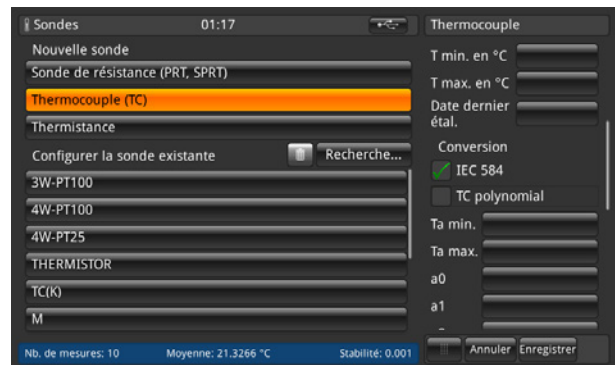 Sondes
01:17
Nouvelle sonde
Sonde de résistance (PRT, SPRT)
Thermocouple (TC)
Thermistance
Configurer la sonde existante
Recherche...
3W-PT100
4W-PT100
4W-PT25
THERMISTOR
TC(K)
M
Nb. de mesures: 10 Moyenne: 21.3266 °C Stabilité: 0.001
Thermocouple
T min. en °C
T max. en °C
Date dernier
étal.
Conversion
IEC 584
TC polynomial
Ta min.
Ta max.
a0
a1
Annuler Enregistrer